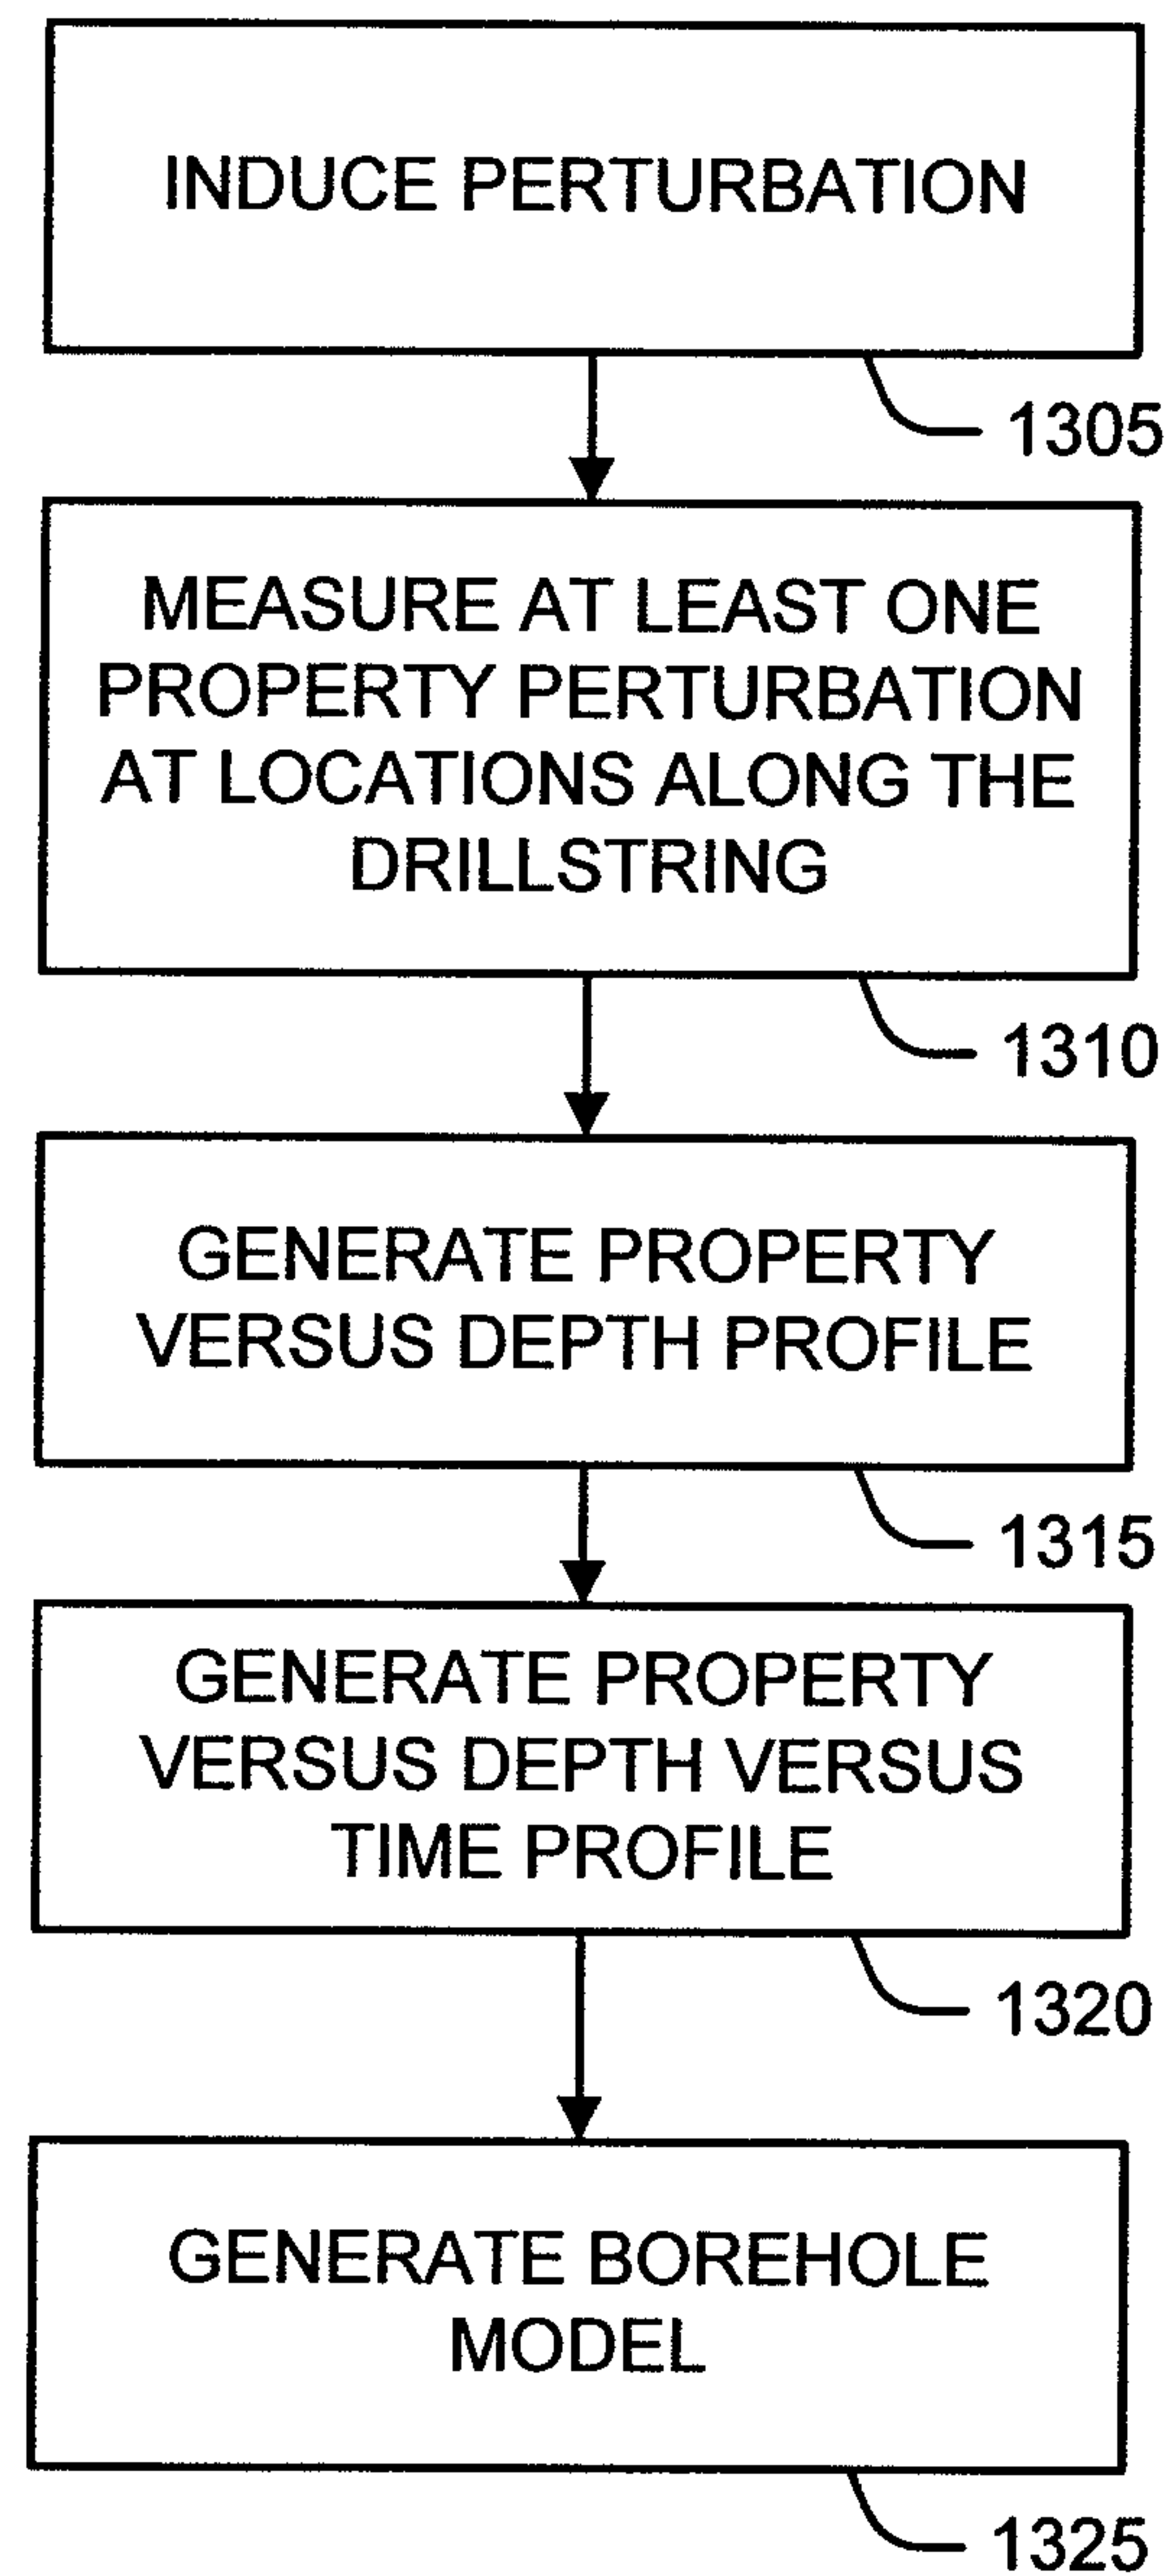 INDUCE PERTURBATION
1305
MEASURE AT LEAST ONE
PROPERTY PERTURBATION
AT LOCATIONS ALONG THE
DRILLSTRING
1310
GENERATE PROPERTY
VERSUS DEPTH PROFILE
1315
GENERATE PROPERTY
VERSUS DEPTH VERSUS
TIME PROFILE
1320
GENERATE BOREHOLE
MODEL
1325